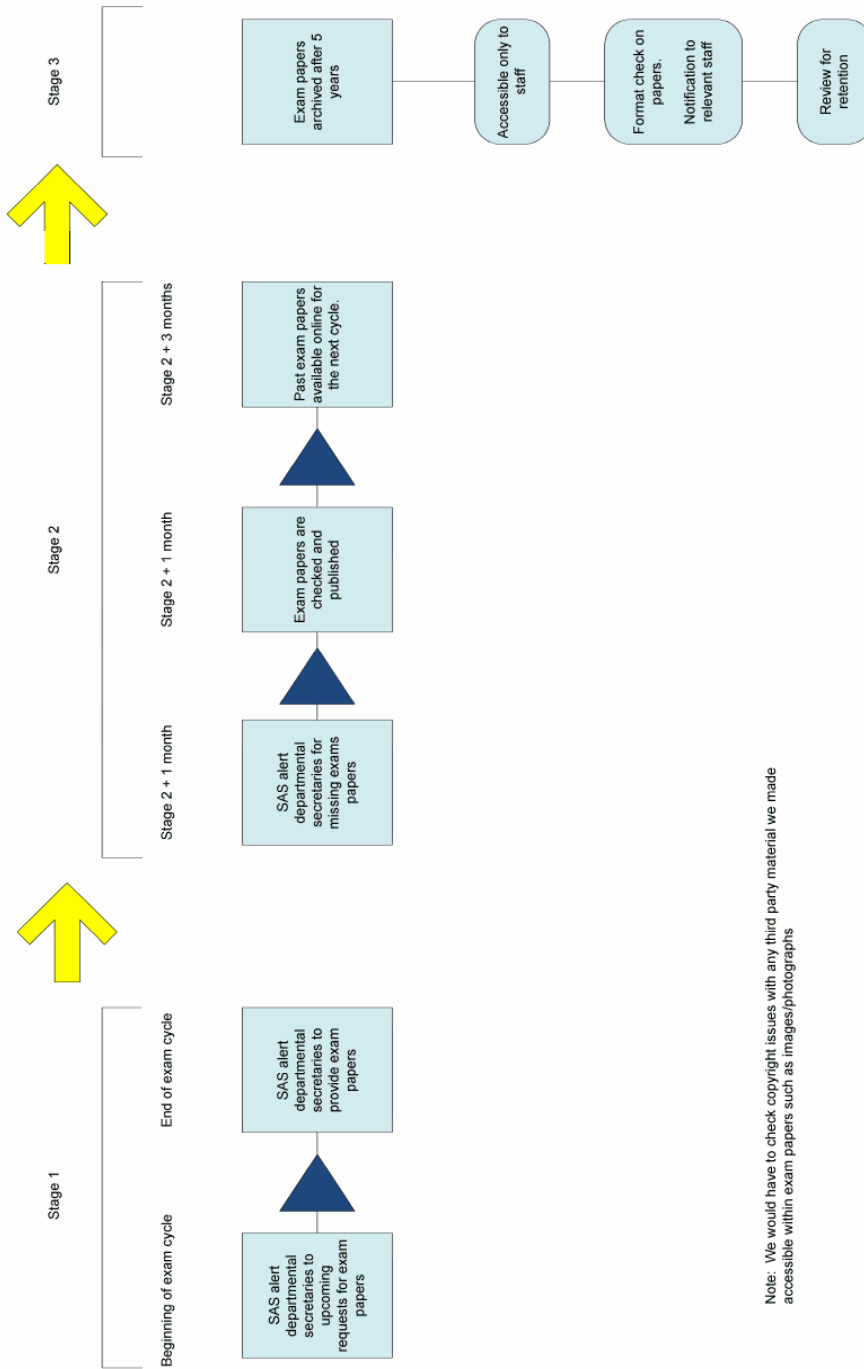 Stage 1
Beginning of exam cycle
End of exam cycle
SAS alert
departmental
secretaries to
upcoming
requests for exam
papers
SAS alert
departmental
secretaries to
provide exam
papers
Stage 2
Stage 2 + 1 month
Stage 2 + 1 month
Stage 2 + 3 months
SAS alert
departmental
secretaries for
missing exams
papers
Exam papers are
checked and
published
Past exam papers
available online for
the next cycle.
Stage 3
Exam papers
archived after 5
years
Accessible only to
staff
Format check on
papers.
Notification to
relevant staff
Review for
retention
Note: We would have to check copyright issues with any third party material we made
accessible within exam papers such as images/photographs